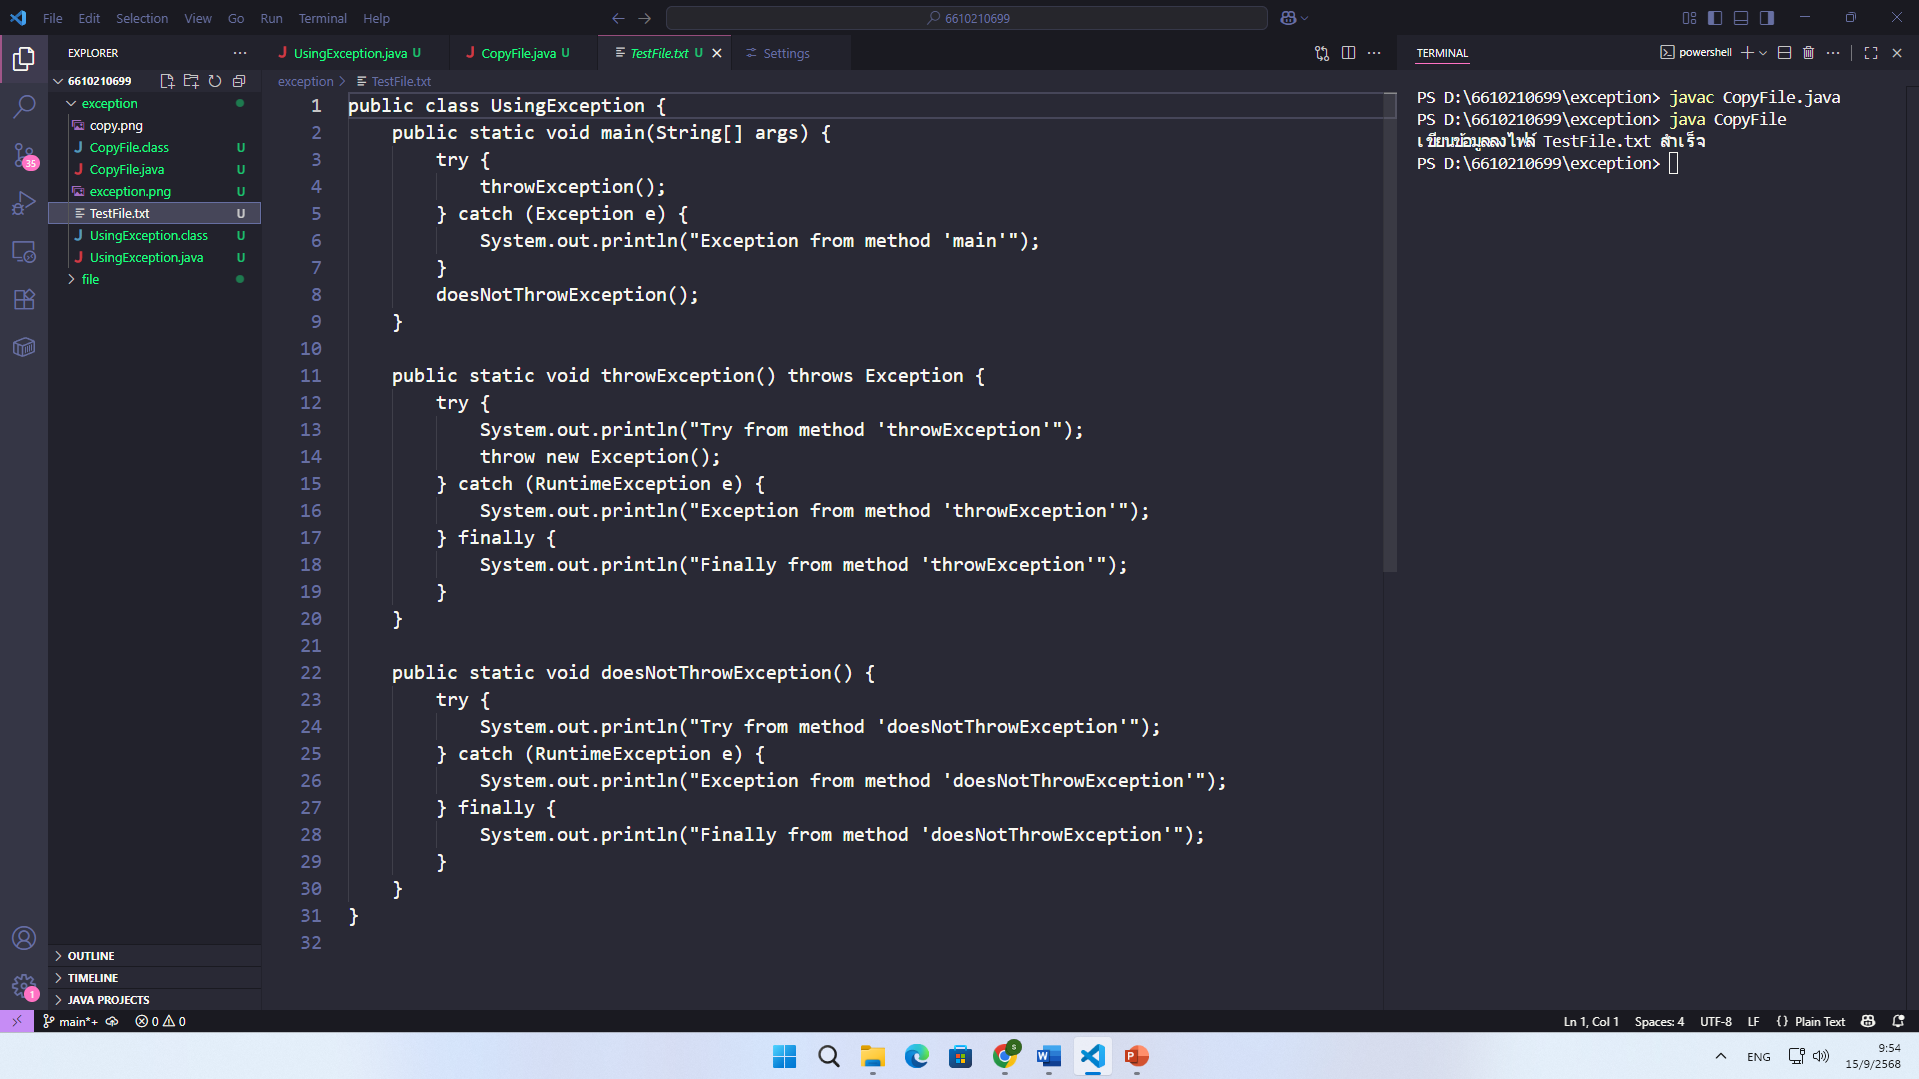 File Edit Selection View Go Run Terminal Help
6610210699
EXPLORER
6610210699
exception
copy.png
CopyFile.class U
CopyFile.java U
exception.png U
TestFile.txt U
UsingException.class U
UsingException.java U
file
OUTLINE
TIMELINE
JAVA PROJECTS
35
1
UsingException.java U
CopyFile.java U
TestFile.txt U
Settings
exception > TestFile.txt
1 public class UsingException {
2 public static void main(String[] args) {
3 try {
4 throwException();
5 } catch (Exception e) {
6 System.out.println("Exception from method 'main'");
7 }
8 doesNotThrowException();
9 }
10
11 public static void throwException() throws Exception {
12 try {
13 System.out.println("Try from method 'throwException'");
14 throw new Exception();
15 } catch (RuntimeException e) {
16 System.out.println("Exception from method 'throwException'");
17 } finally {
18 System.out.println("Finally from method 'throwException'");
19 }
20 }
21
22 public static void doesNotThrowException() {
23 try {
24 System.out.println("Try from method 'doesNotThrowException'");
25 } catch (RuntimeException e) {
26 System.out.println("Exception from method 'doesNotThrowException'");
27 } finally {
28 System.out.println("Finally from method 'doesNotThrowException'");
29 }
30 }
31 }
32
TERMINAL
powershell
PS D:\6610210699\exception> javac CopyFile.java
PS D:\6610210699\exception> java CopyFile
เขียนข้อมูลลงไฟล์ TestFile.txt สำเร็จ
PS D:\6610210699\exception>
main*+ 0 0
Ln 1, Col 1 Spaces: 4 UTF-8 LF {} Plain Text
ENG
9:54
15/9/2568